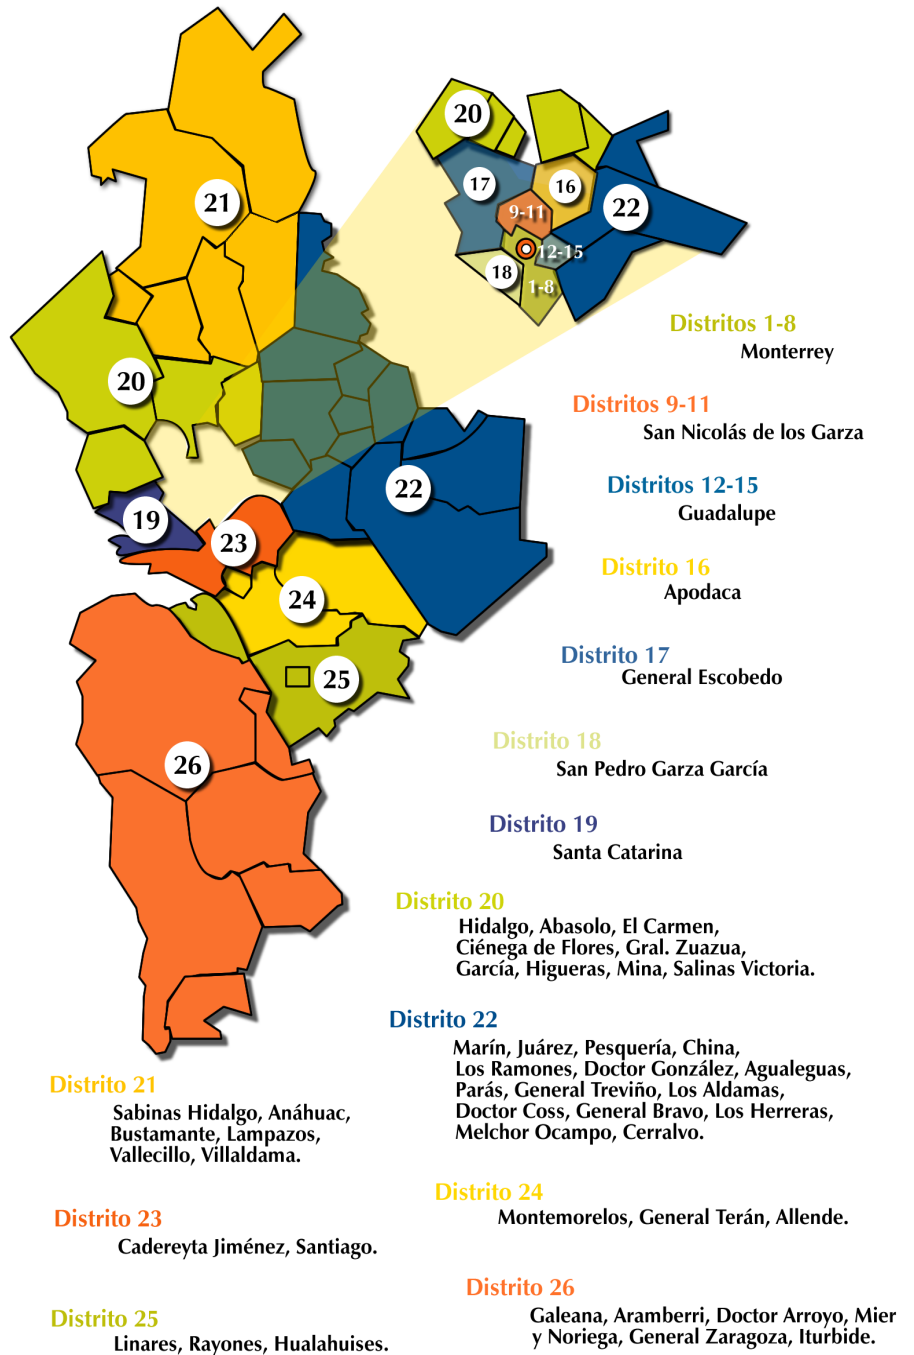 21
20
19
23
22
24
25
26
20
17
16
22
9-11
12-15
18
1-8
Distritos 1-8
Monterrey
Distritos 9-11
San Nicolás de los Garza
Distritos 12-15
Guadalupe
Distrito 16
Apodaca
Distrito 17
General Escobedo
Distrito 18
San Pedro Garza García
Distrito 19
Santa Catarina
Distrito 20
Hidalgo, Abasolo, El Carmen,
Ciénega de Flores, Gral. Zuazua,
García, Higueras, Mina, Salinas Victoria.
Distrito 22
Marín, Juárez, Pesquería, China,
Los Ramones, Doctor González, Agualeguas,
Parás, General Treviño, Los Aldamas,
Doctor Coss, General Bravo, Los Herreras,
Melchor Ocampo, Cerralvo.
Distrito 21
Sabinas Hidalgo, Anáhuac,
Bustamante, Lampazos,
Vallecillo, Villaldama.
Distrito 24
Montemorelos, General Terán, Allende.
Distrito 23
Cadereyta Jiménez, Santiago.
Distrito 26
Galeana, Aramberri, Doctor Arroyo, Mier
y Noriega, General Zaragoza, Iturbide.
Distrito 25
Linares, Rayones, Hualahuises.